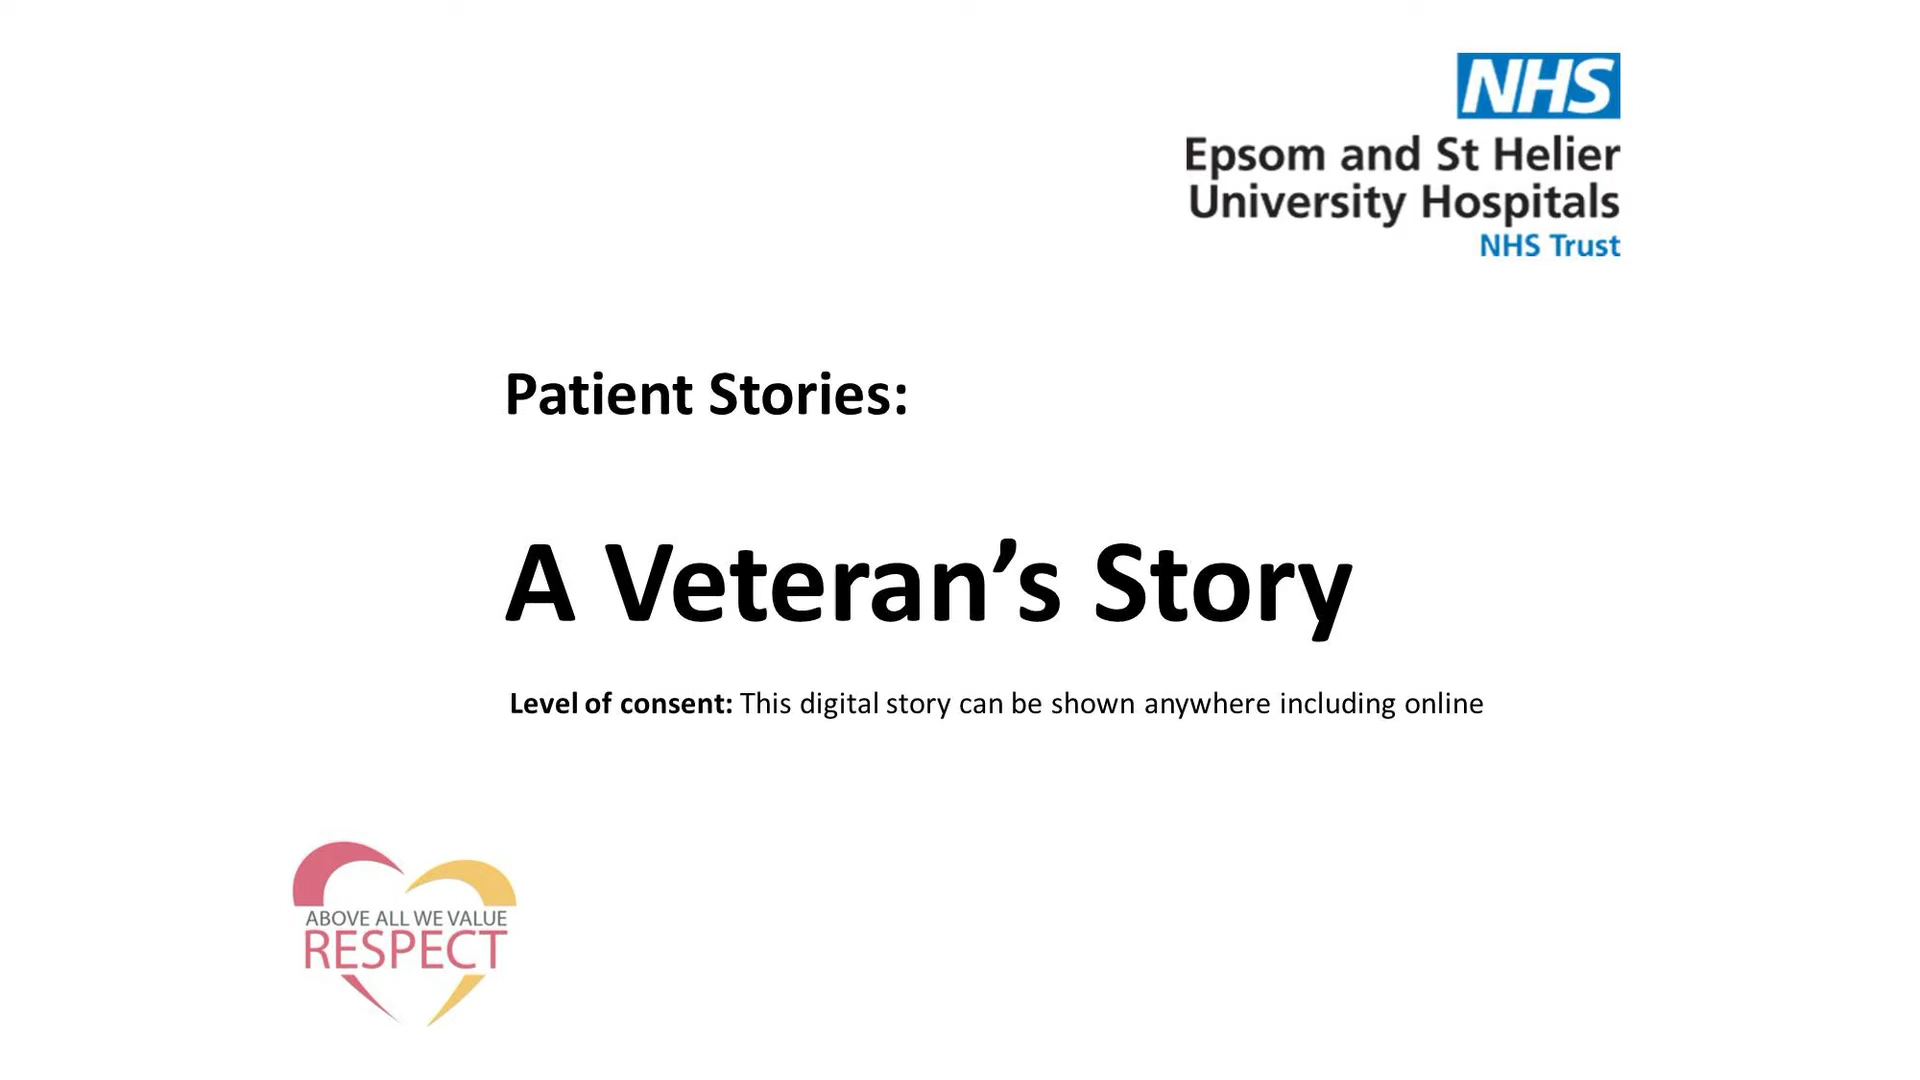 NHS
Epsom and St Helier
University Hospitals
NHS Trust
Patient Stories:
A Veteran’s Story
Level of consent: This digital story can be shown anywhere including online
ABOVE ALL WE VALUE
RESPECT